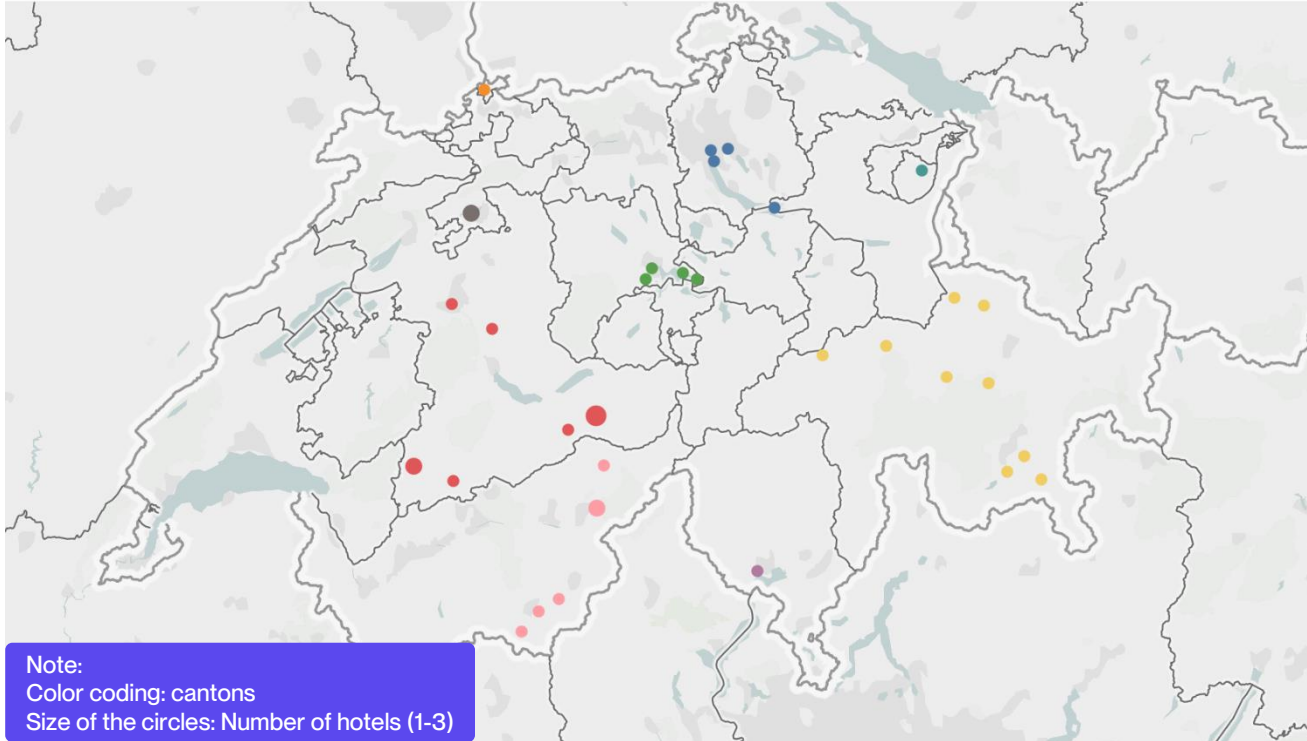 Note:
Color coding: cantons
Size of the circles: Number of hotels (1-3)